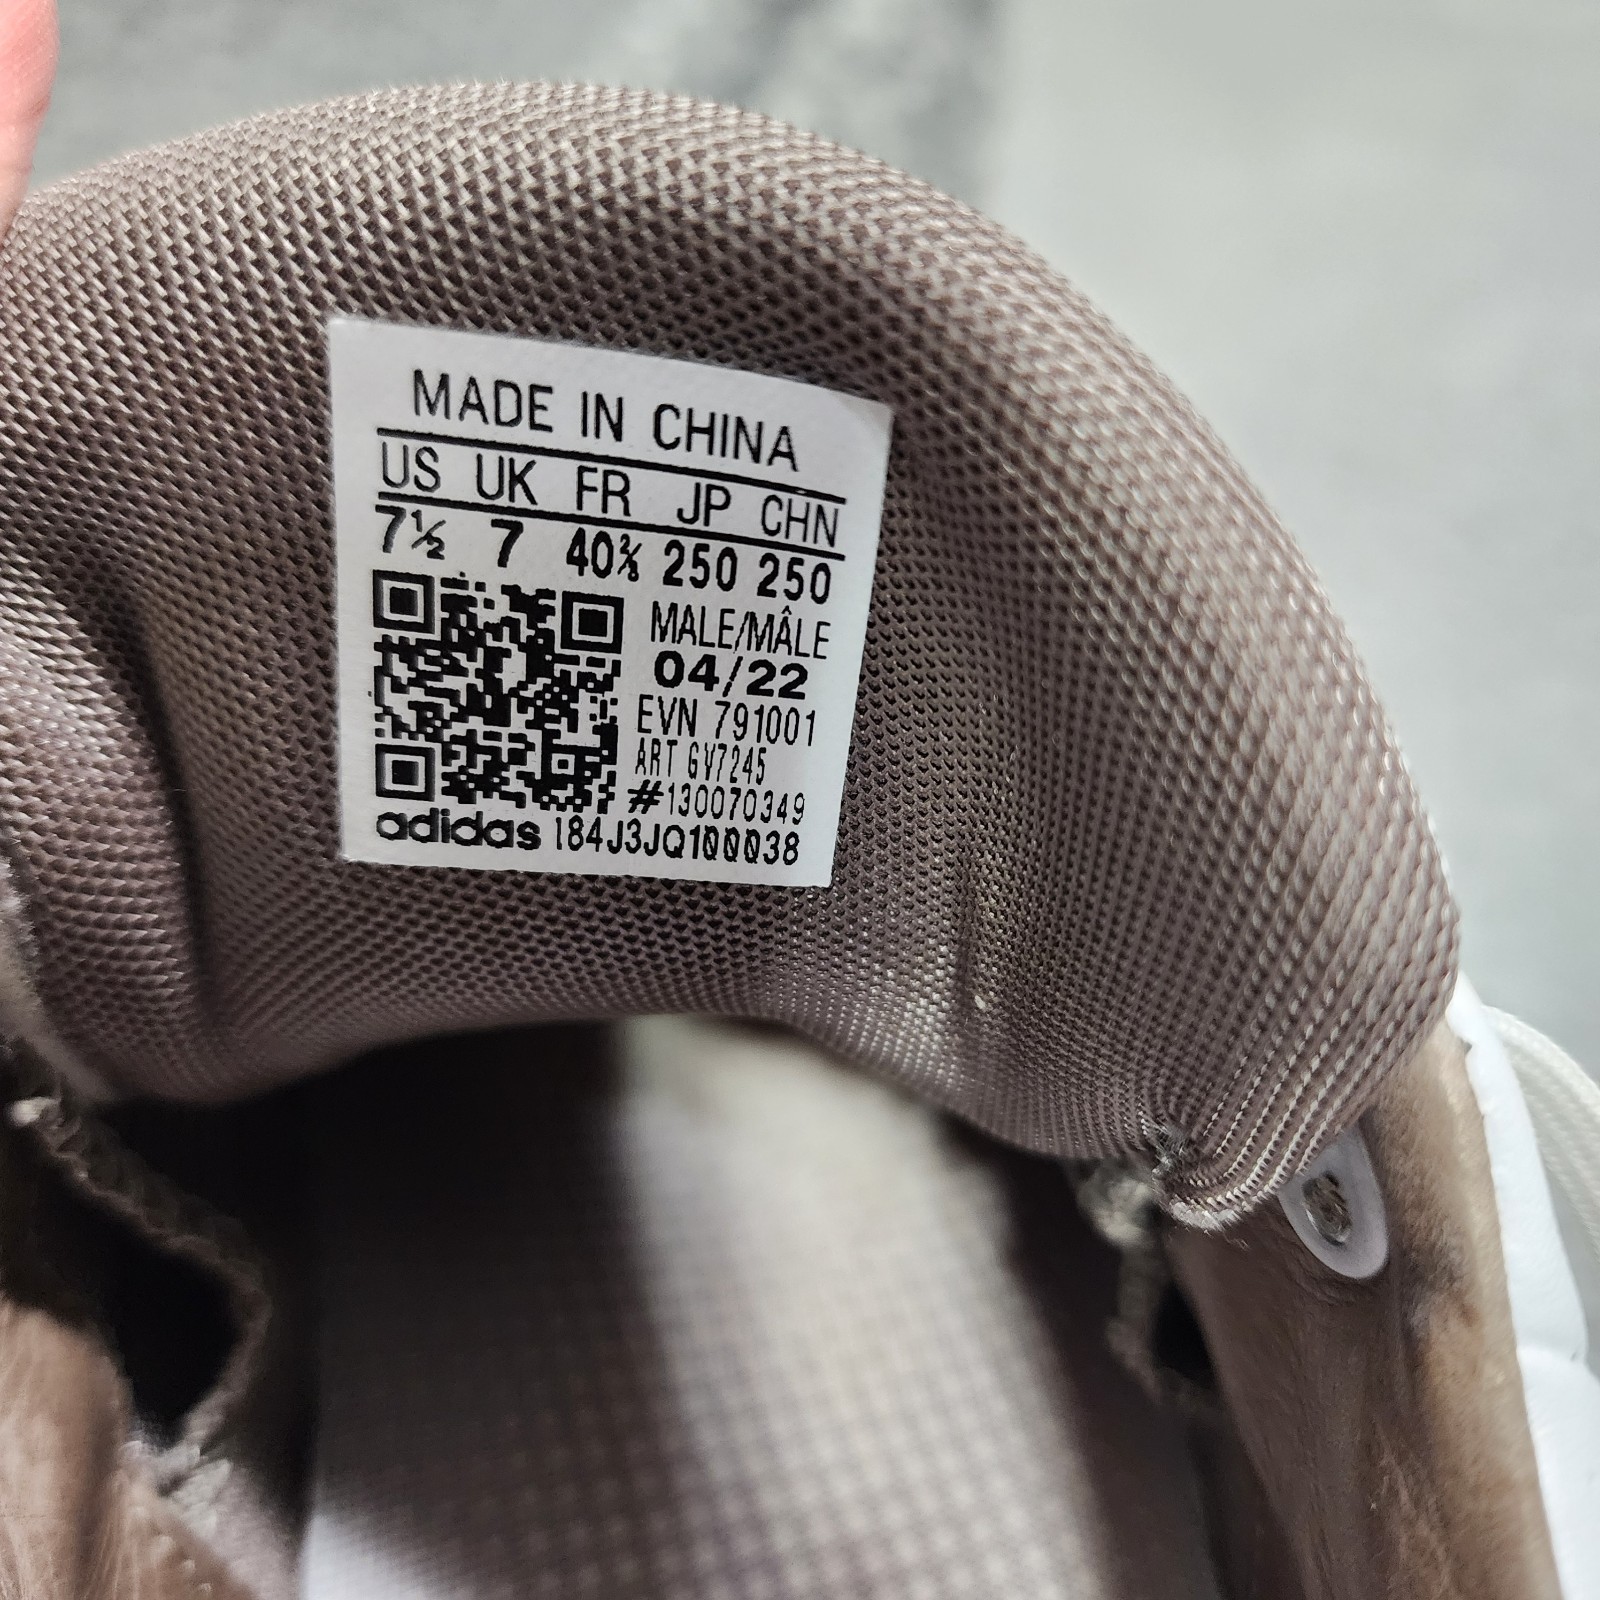 MADE IN CHINA
US UK FR JP CHN
7½ 7 40⅔ 250 250
MALE/MÂLE
04/22
EVN 791001
ART GV7245
#130070349
adidas 184J3JQ100038